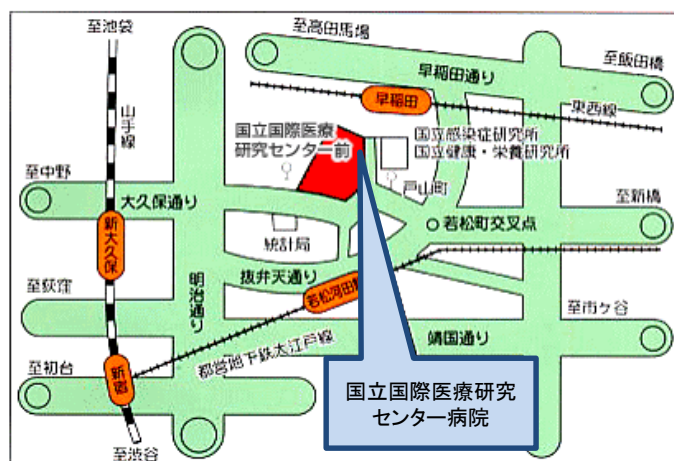 至池袋
至高田馬場
早稲田通り
至飯田橋
山手線
早稲田
東西線
国立国際医療
研究センター前
国立感染症研究所
国立健康・栄養研究所
至中野
戸山町
大久保通り
至新橋
若松町交叉点
新大久保
統計局
抜弁天通り
明治通り
至荻窪
若松河田
至市ヶ谷
靖国通り
都営地下鉄大江戸線
至初台
新宿
国立国際医療研究
センター病院
至渋谷